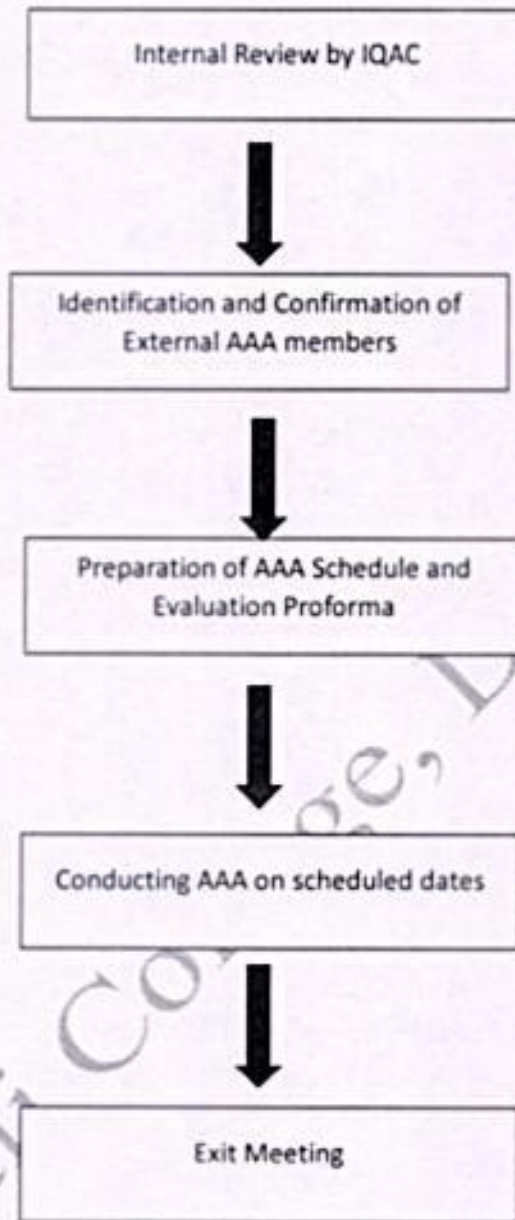 Internal Review by IQAC
Identification and Confirmation of
External AAA members
Preparation of AAA Schedule and
Evaluation Proforma
Conducting AAA on scheduled dates
Exit Meeting